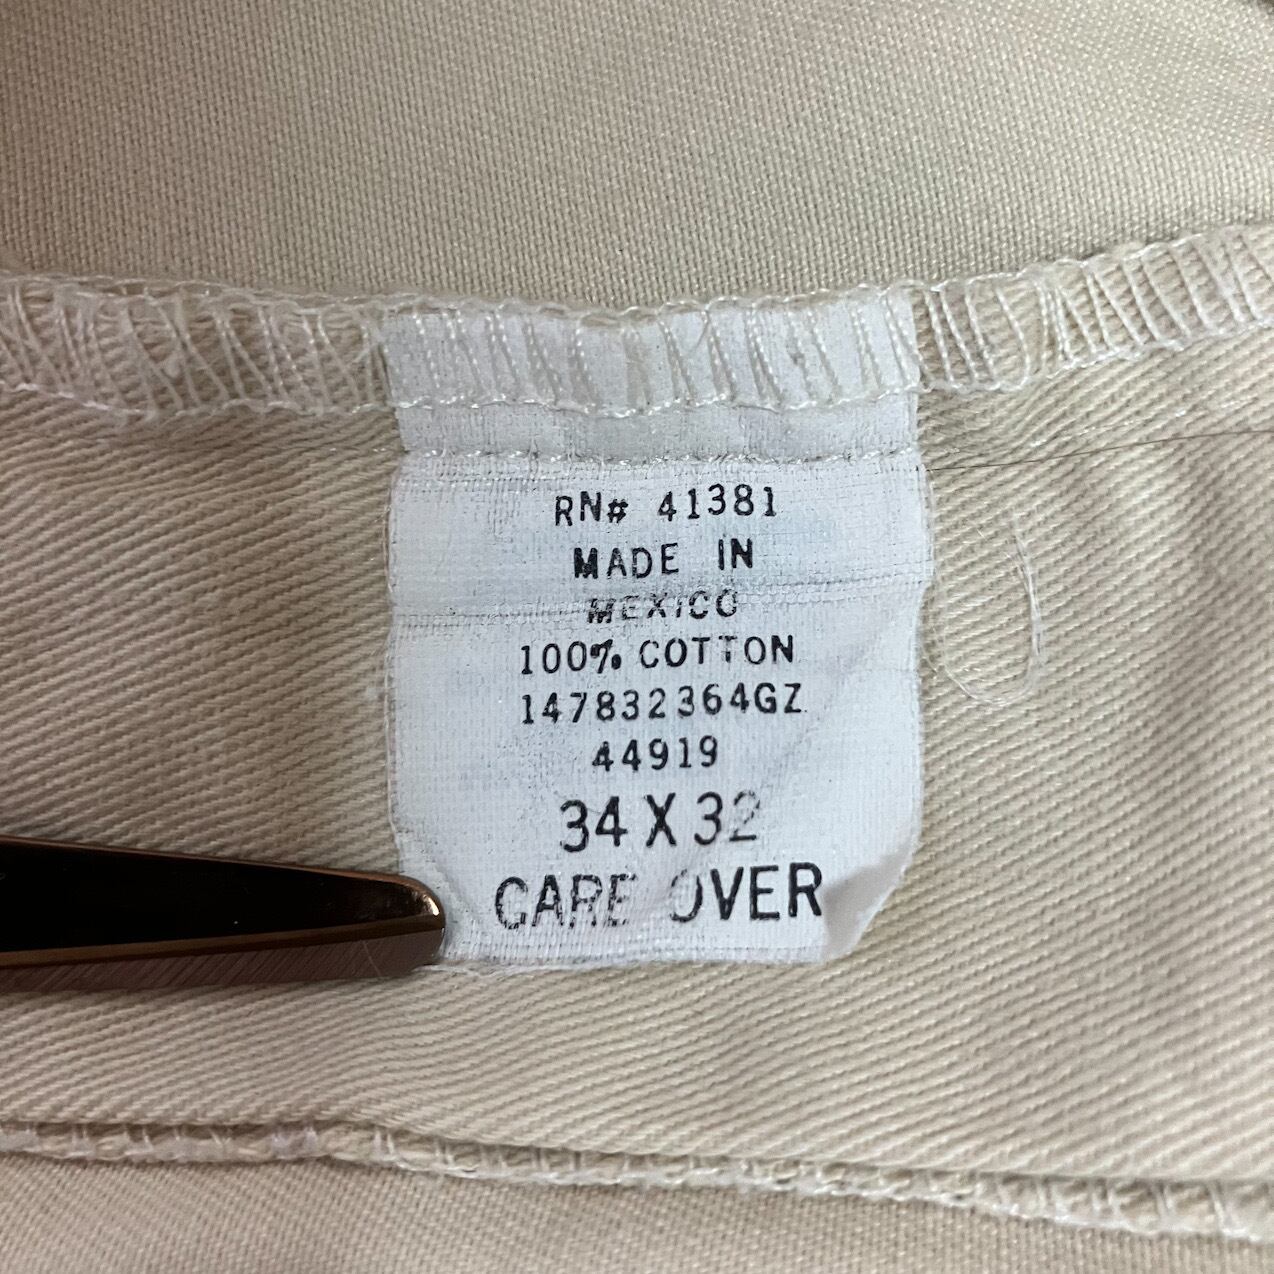 RN# 41381
MADE IN
MEXICO
100% COTTON
147832364GZ
44919
34 X 32
CARE OVER